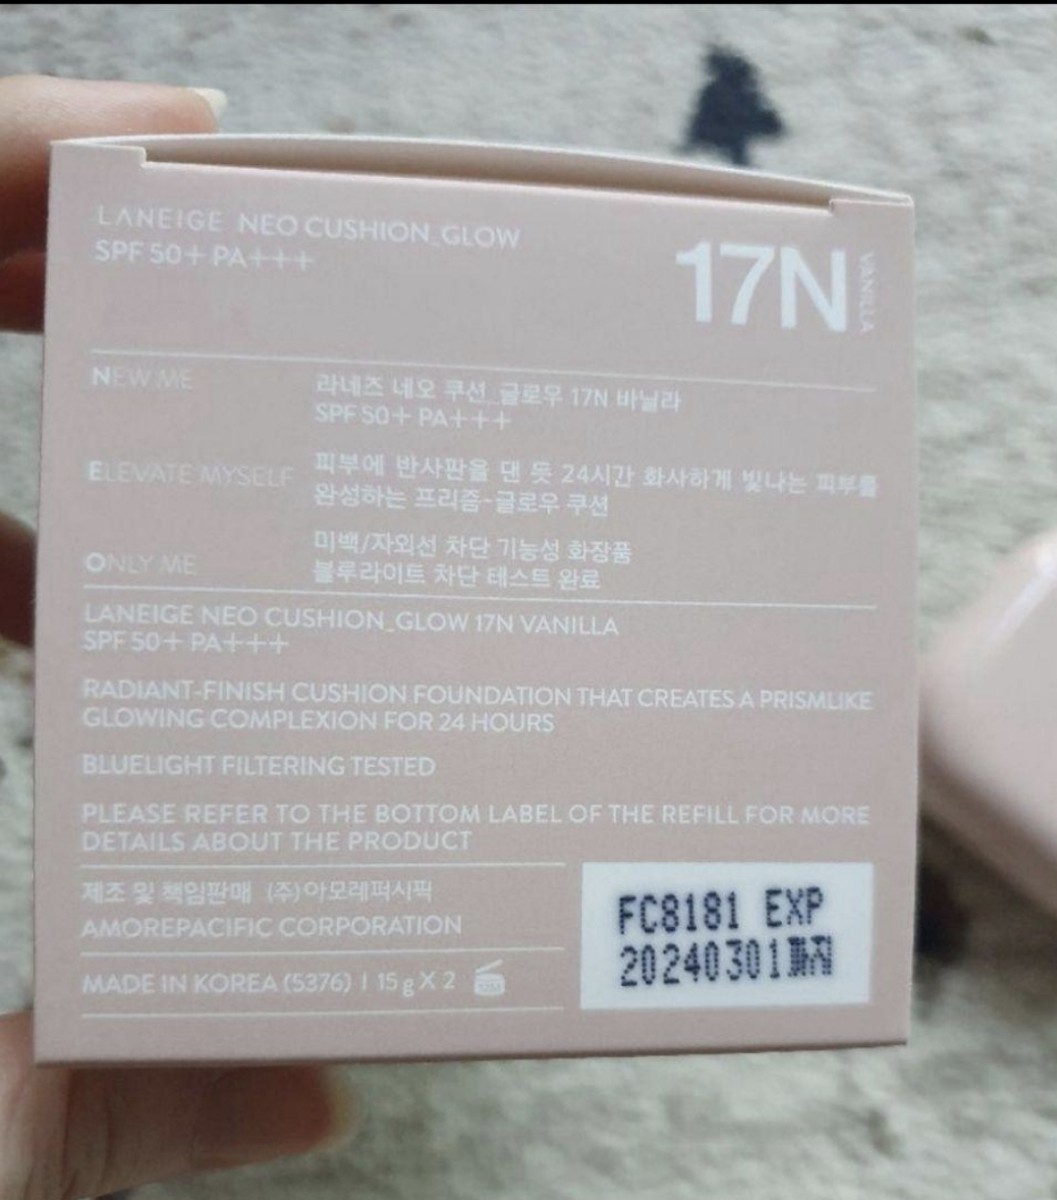 LANEIGE NEO CUSHION_GLOW
SPF 50+ PA+++
17N
VANILLA
NEW ME
라네즈 네오 쿠션_글로우 17N 바닐라
SPF 50+ PA+++
ELEVATE MYSELF
피부에 반사판을 댄 듯 24시간 화사하게 빛나는 피부를
완성하는 프리즘-글로우 쿠션
ONLY ME
미백/자외선 차단 기능성 화장품
블루라이트 차단 테스트 완료
LANEIGE NEO CUSHION_GLOW 17N VANILLA
SPF 50+ PA+++
RADIANT-FINISH CUSHION FOUNDATION THAT CREATES A PRISMLIKE
GLOWING COMPLEXION FOR 24 HOURS
BLUELIGHT FILTERING TESTED
PLEASE REFER TO THE BOTTOM LABEL OF THE REFILL FOR MORE
DETAILS ABOUT THE PRODUCT
제조 및 책임판매 (주)아모레퍼시픽
AMOREPACIFIC CORPORATION
MADE IN KOREA (5376) I 15 g X 2
FC8181 EXP
20240301까지